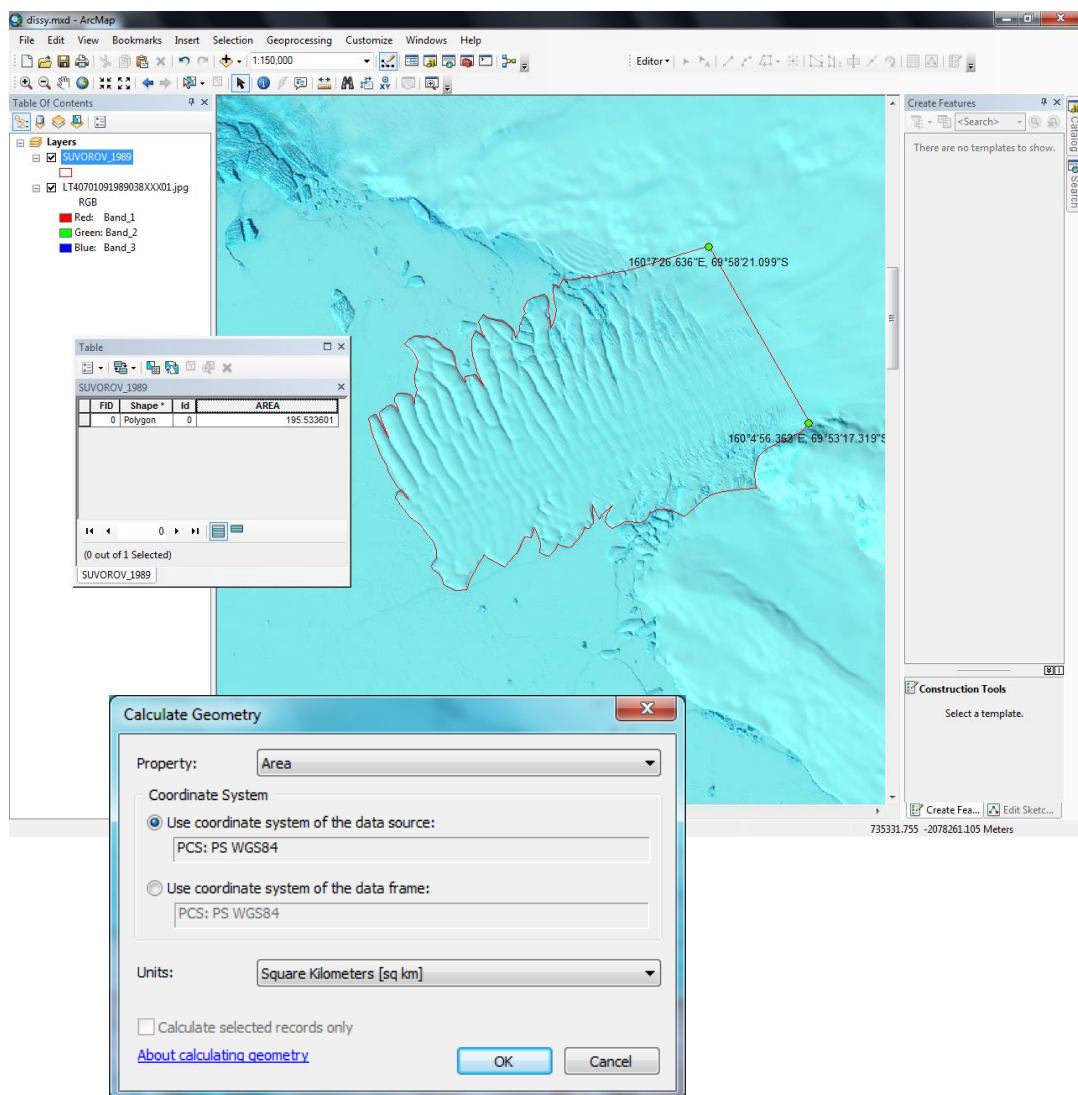 dissy.mxd - ArcMap
File Edit View Bookmarks Insert Selection Geoprocessing Customize Windows Help
1:150,000
Editor
Table Of Contents
Layers
SUVOROV_1989
LT40701091989038XXX01.jpg
RGB
Red: Band_1
Green: Band_2
Blue: Band_3
Create Features
<Search>
There are no templates to show.
Catalog
Search
160°7'26.636"E, 69°58'21.099"S
160°4'56.362"E, 69°53'17.319"S
Table
SUVOROV_1989
FID Shape * Id AREA
0 Polygon 0 195.533601
0
(0 out of 1 Selected)
SUVOROV_1989
Construction Tools
Select a template.
Create Fea... Edit Sketc...
735331.755 -2078261.105 Meters
Calculate Geometry
Property: Area
Coordinate System
Use coordinate system of the data source:
PCS: PS WGS84
Use coordinate system of the data frame:
PCS: PS WGS84
Units: Square Kilometers [sq km]
Calculate selected records only
About calculating geometry
OK Cancel